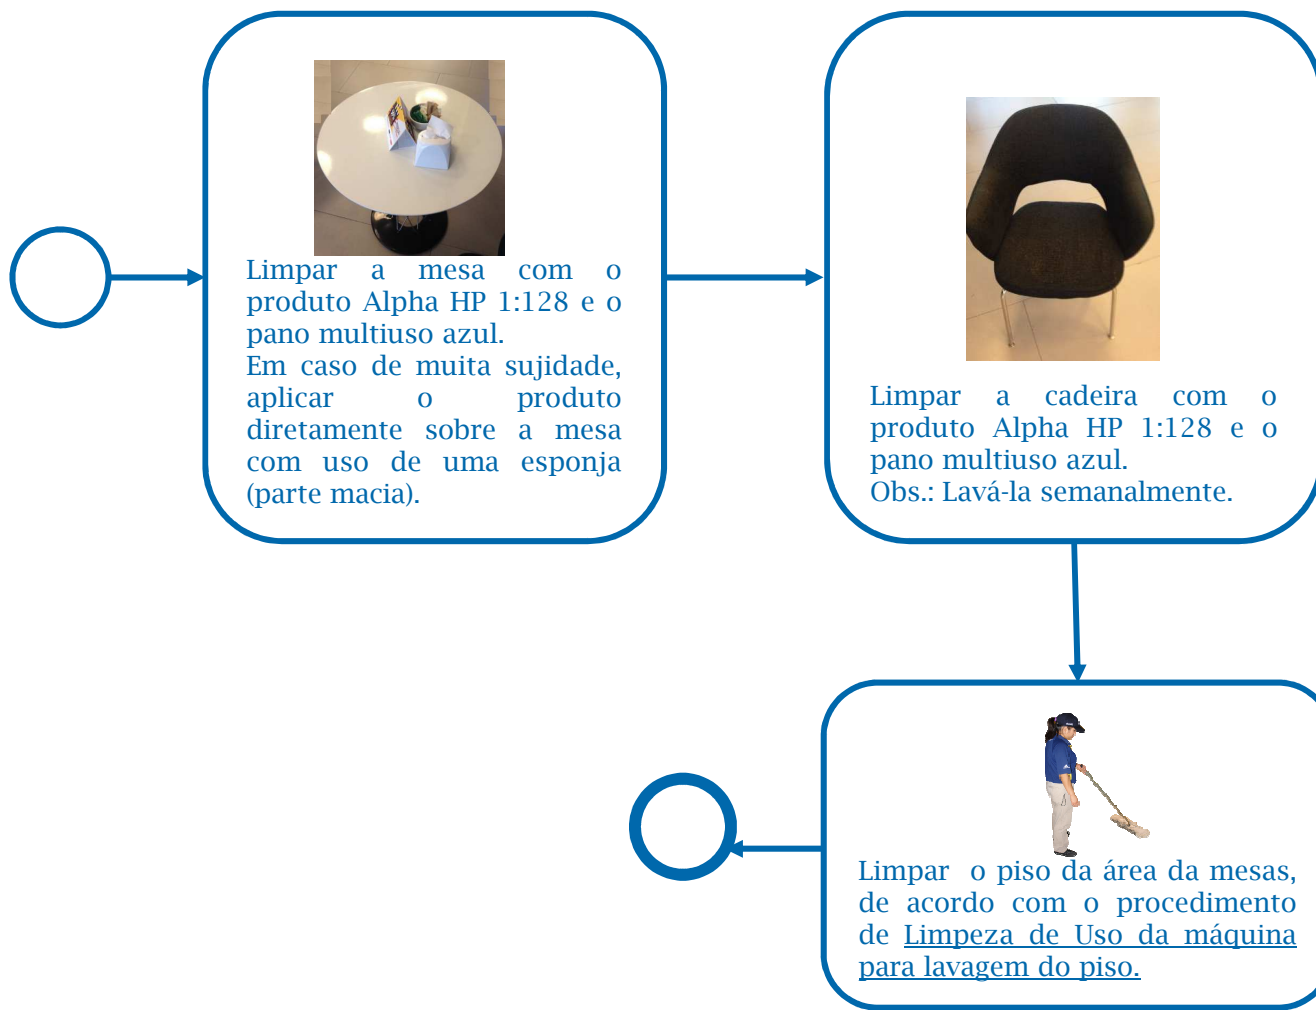 Limpar a mesa com o
produto Alpha HP 1:128 e o
pano multiuso azul.
Em caso de muita sujidade,
aplicar o produto
diretamente sobre a mesa
com uso de uma esponja
(parte macia).
Limpar a cadeira com o
produto Alpha HP 1:128 e o
pano multiuso azul.
Obs.: Lavá-la semanalmente.
Limpar o piso da área da mesas,
de acordo com o procedimento
de Limpeza de Uso da máquina
para lavagem do piso.